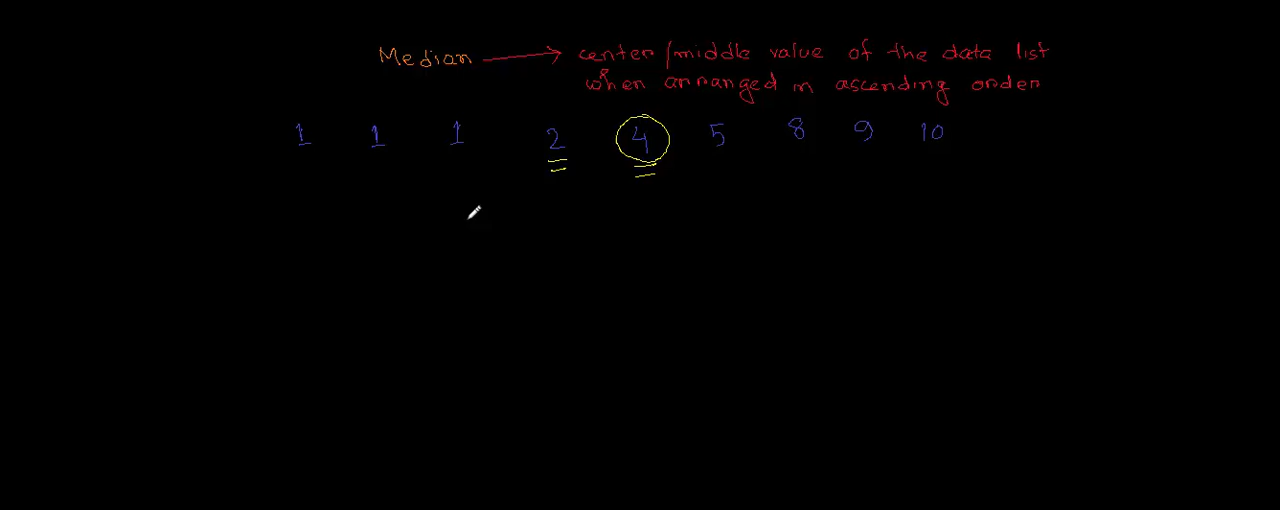 Median → center/middle value of the data list
when arranged in ascending order
1 1 1 2 4 5 8 9 10